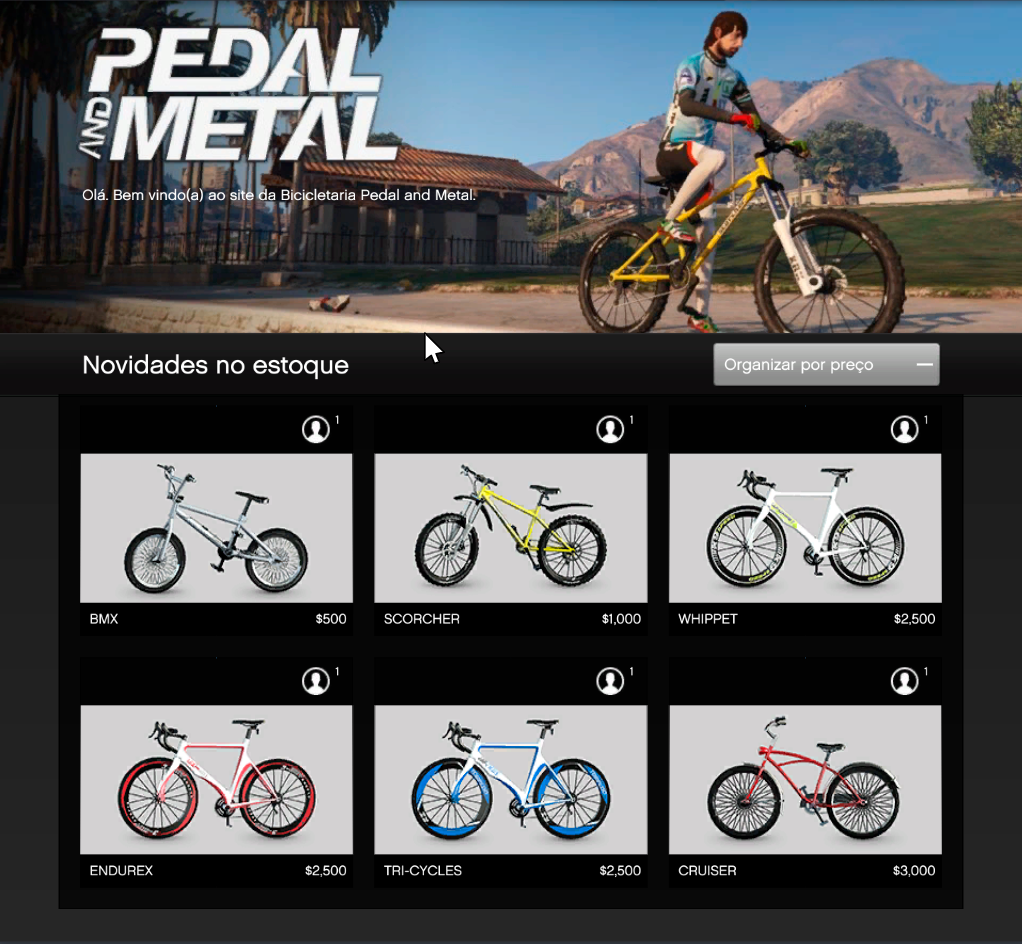 PEDAL
AND METAL
Olá. Bem vindo(a) ao site da Bicicletaria Pedal and Metal.
Novidades no estoque
Organizar por preço
1
1
1
BMX $500
SCORCHER $1,000
WHIPPET $2,500
1
1
1
ENDUREX $2,500
TRI-CYCLES $2,500
CRUISER $3,000